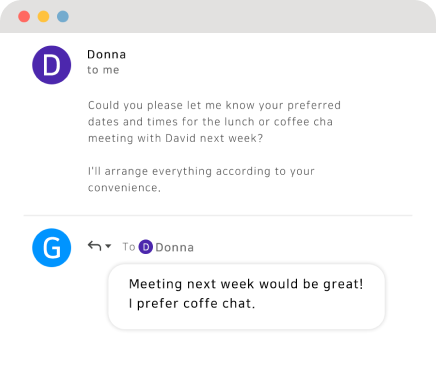 D
Donna
to me
Could you please let me know your preferred
dates and times for the lunch or coffee cha
meeting with David next week?
I'll arrange everything according to your
convenience.
G
To D Donna
Meeting next week would be great!
I prefer coffe chat.